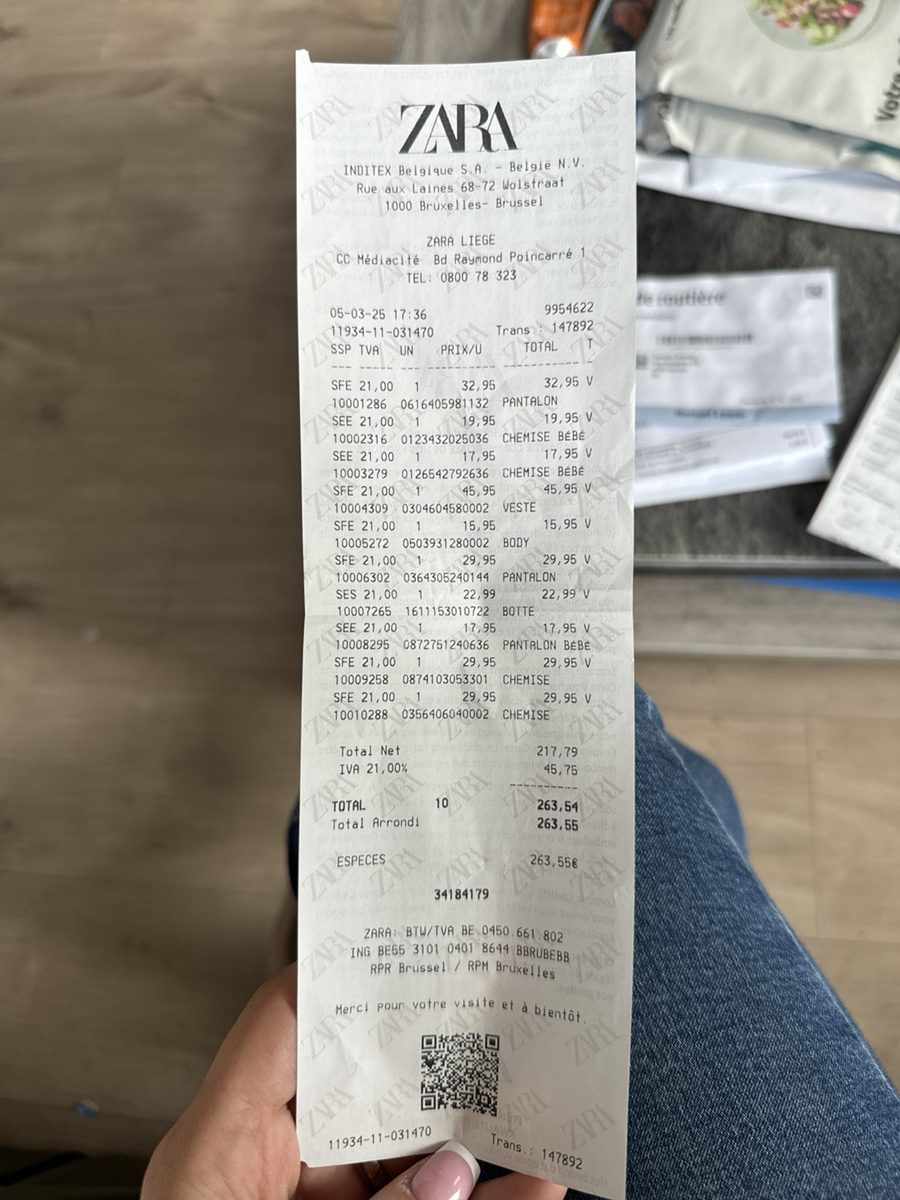 ZARA
INDITEX Belgique S.A. - België N.V.
Rue aux Laines 68-72 Wolstraat
1000 Bruxelles- Brussel
ZARA LIEGE
CC Médiacité Bd Raymond Poincarré 1
TEL: 0800 78 323
05-03-25 17:36 9954622
11934-11-031470 Trans.: 147892
SSP TVA UN PRIX/U TOTAL T
--- ----- -- ---------- ---------- -
SFE 21,00 1 32,95 32,95 V
10001286 0616405981132 PANTALON
SEE 21,00 1 19,95 19,95 V
10002316 0123432025036 CHEMISE BÉBÉ
SEE 21,00 1 17,95 17,95 V
10003279 0126542792636 CHEMISE BÉBÉ
SFE 21,00 1 45,95 45,95 V
10004309 0304604580002 VESTE
SFE 21,00 1 15,95 15,95 V
10005272 0503931280002 BODY
SFE 21,00 1 29,95 29,95 V
10006302 0364305240144 PANTALON
SES 21,00 1 22,99 22,99 V
10007265 1611153010722 BOTTE
SEE 21,00 1 17,95 17,95 V
10008295 0872751240636 PANTALON BÉBÉ
SFE 21,00 1 29,95 29,95 V
10009258 0874103053301 CHEMISE
SFE 21,00 1 29,95 29,95 V
10010288 0356406040002 CHEMISE
Total Net 217,79
IVA 21,00% 45,75
----------
TOTAL 10 263,54
Total Arrondi 263,55
ESPECES 263,55€
34184179
ZARA: BTW/TVA BE 0450.661.802
ING BE55 3101 0401 8644 BBRUBEBB
RPR Brussel / RPM Bruxelles
Merci pour votre visite et à bientôt.
11934-11-031470 Trans.: 147892
Votre
de routière